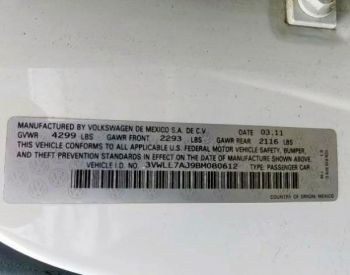 MANUFACTURED BY VOLKSWAGEN DE MEXICO S.A. DE C.V. DATE 03.11
GVWR 4299 LBS GAWR FRONT 2293 LBS GAWR REAR 2116 LBS
THIS VEHICLE CONFORMS TO ALL APPLICABLE U.S. FEDERAL MOTOR VEHICLE SAFETY, BUMPER,
AND THEFT PREVENTION STANDARDS IN EFFECT ON THE DATE OF MANUFACTURE SHOWN ABOVE.
VEHICLE I.D. NO. 3VWLL7AJ9BM080612 TYPE PASSENGER CAR
COUNTRY OF ORIGIN: MEXICO